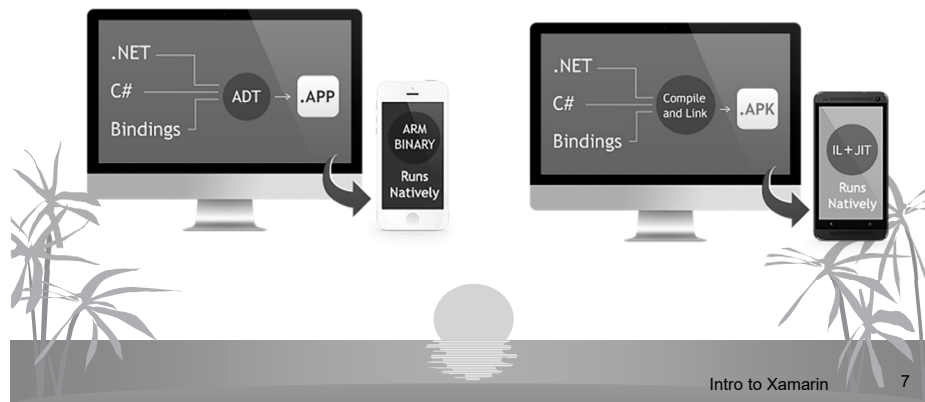 .NET
C#
Bindings
ADT
.APP
ARM
BINARY
Runs
Natively
.NET
C#
Bindings
Compile
and Link
.APK
IL+JIT
Runs
Natively
Intro to Xamarin
7